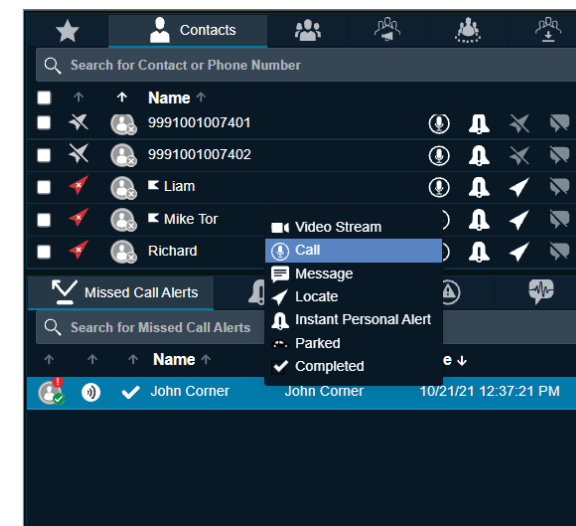 Contacts
Search for Contact or Phone Number
Name
9991001007401
9991001007402
Liam
Mike Tor
Video Stream
Call
Richard
Message
Missed Call Alerts
Locate
Instant Personal Alert
Search for Missed Call Alerts
Parked
Name
e
Completed
John Corner John Corner 10/21/21 12:37:21 PM